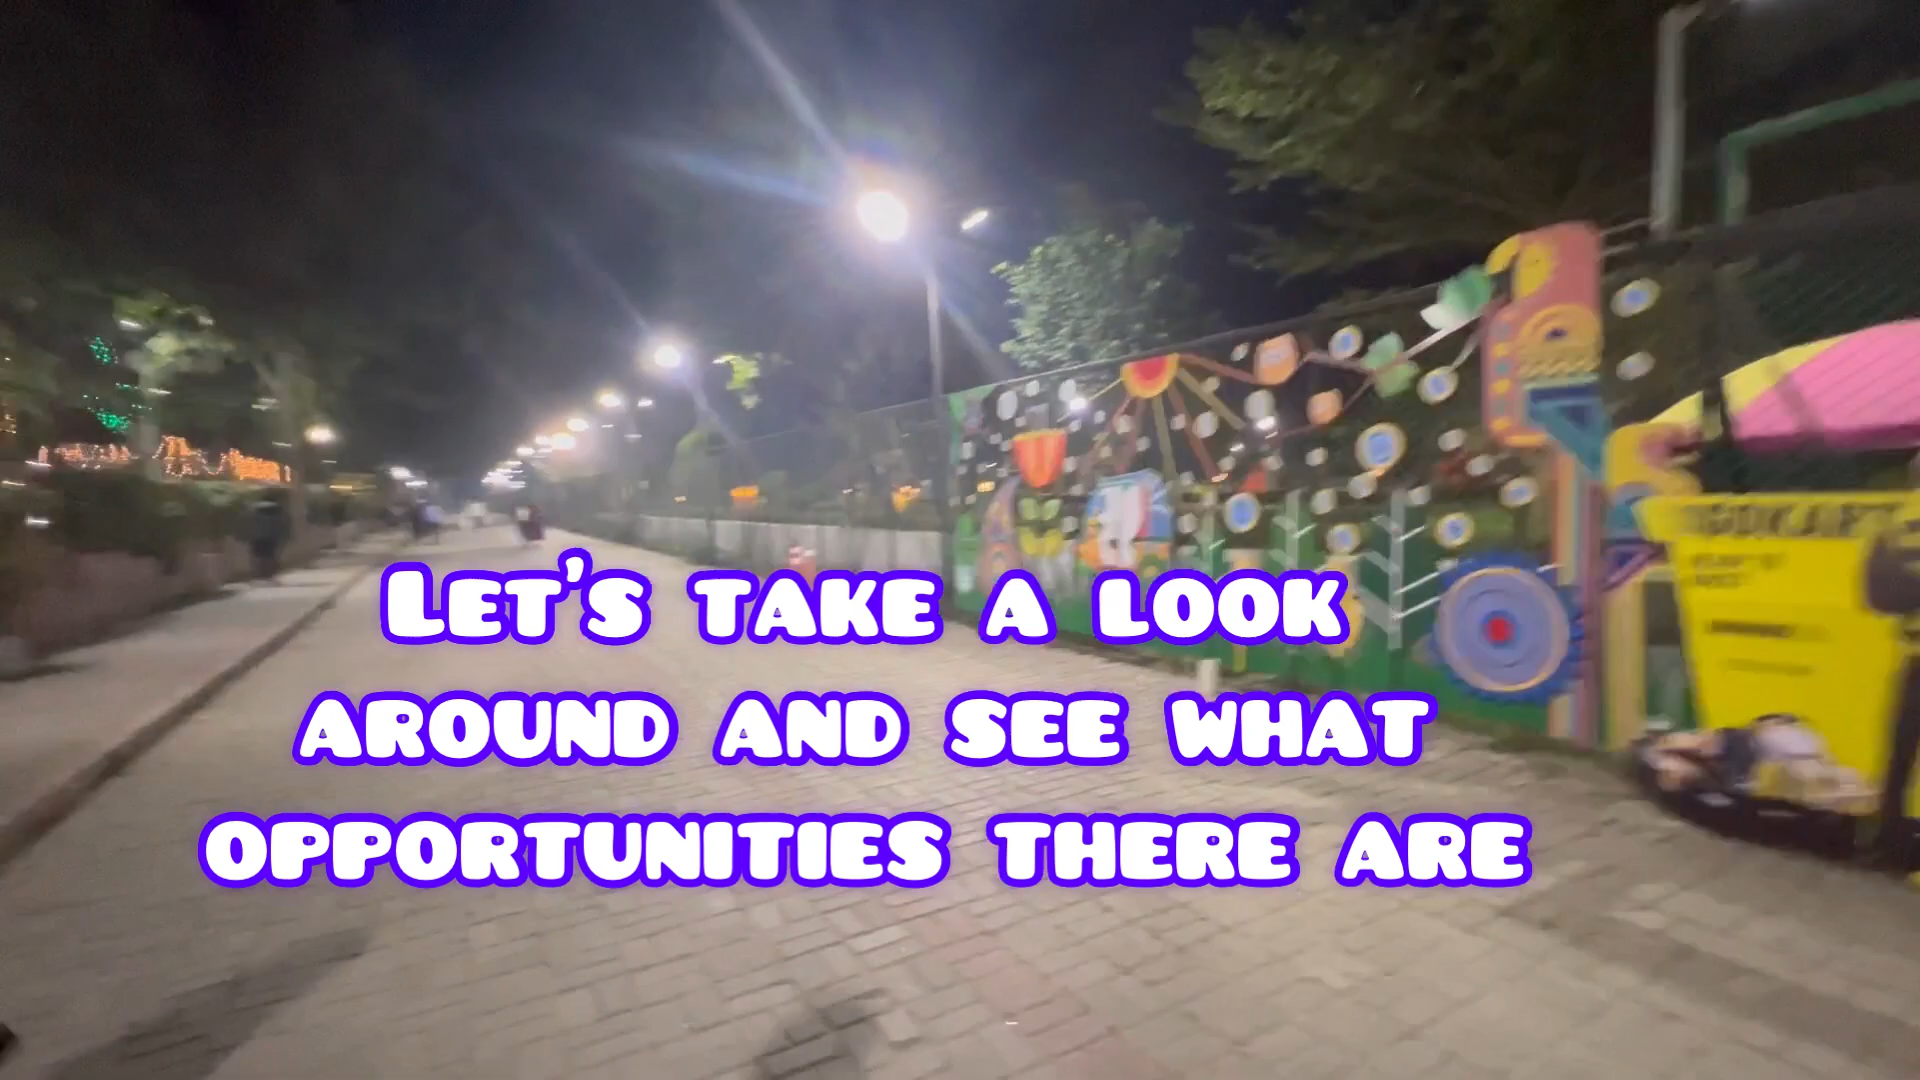 Let's take a look
around and see what
opportunities there are